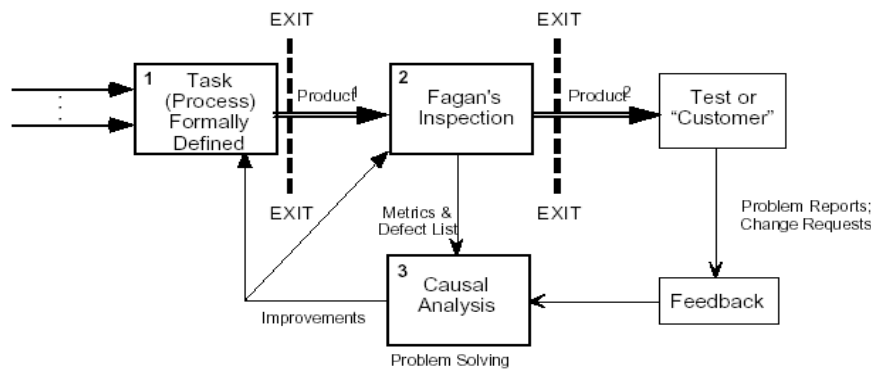 EXIT
EXIT
1
Task
(Process)
Formally
Defined
Product1
2
Fagan's
Inspection
Product2
Test or
“Customer”
EXIT
EXIT
Metrics &
Defect List
Problem Reports;
Change Requests
3
Causal
Analysis
Feedback
Improvements
Problem Solving